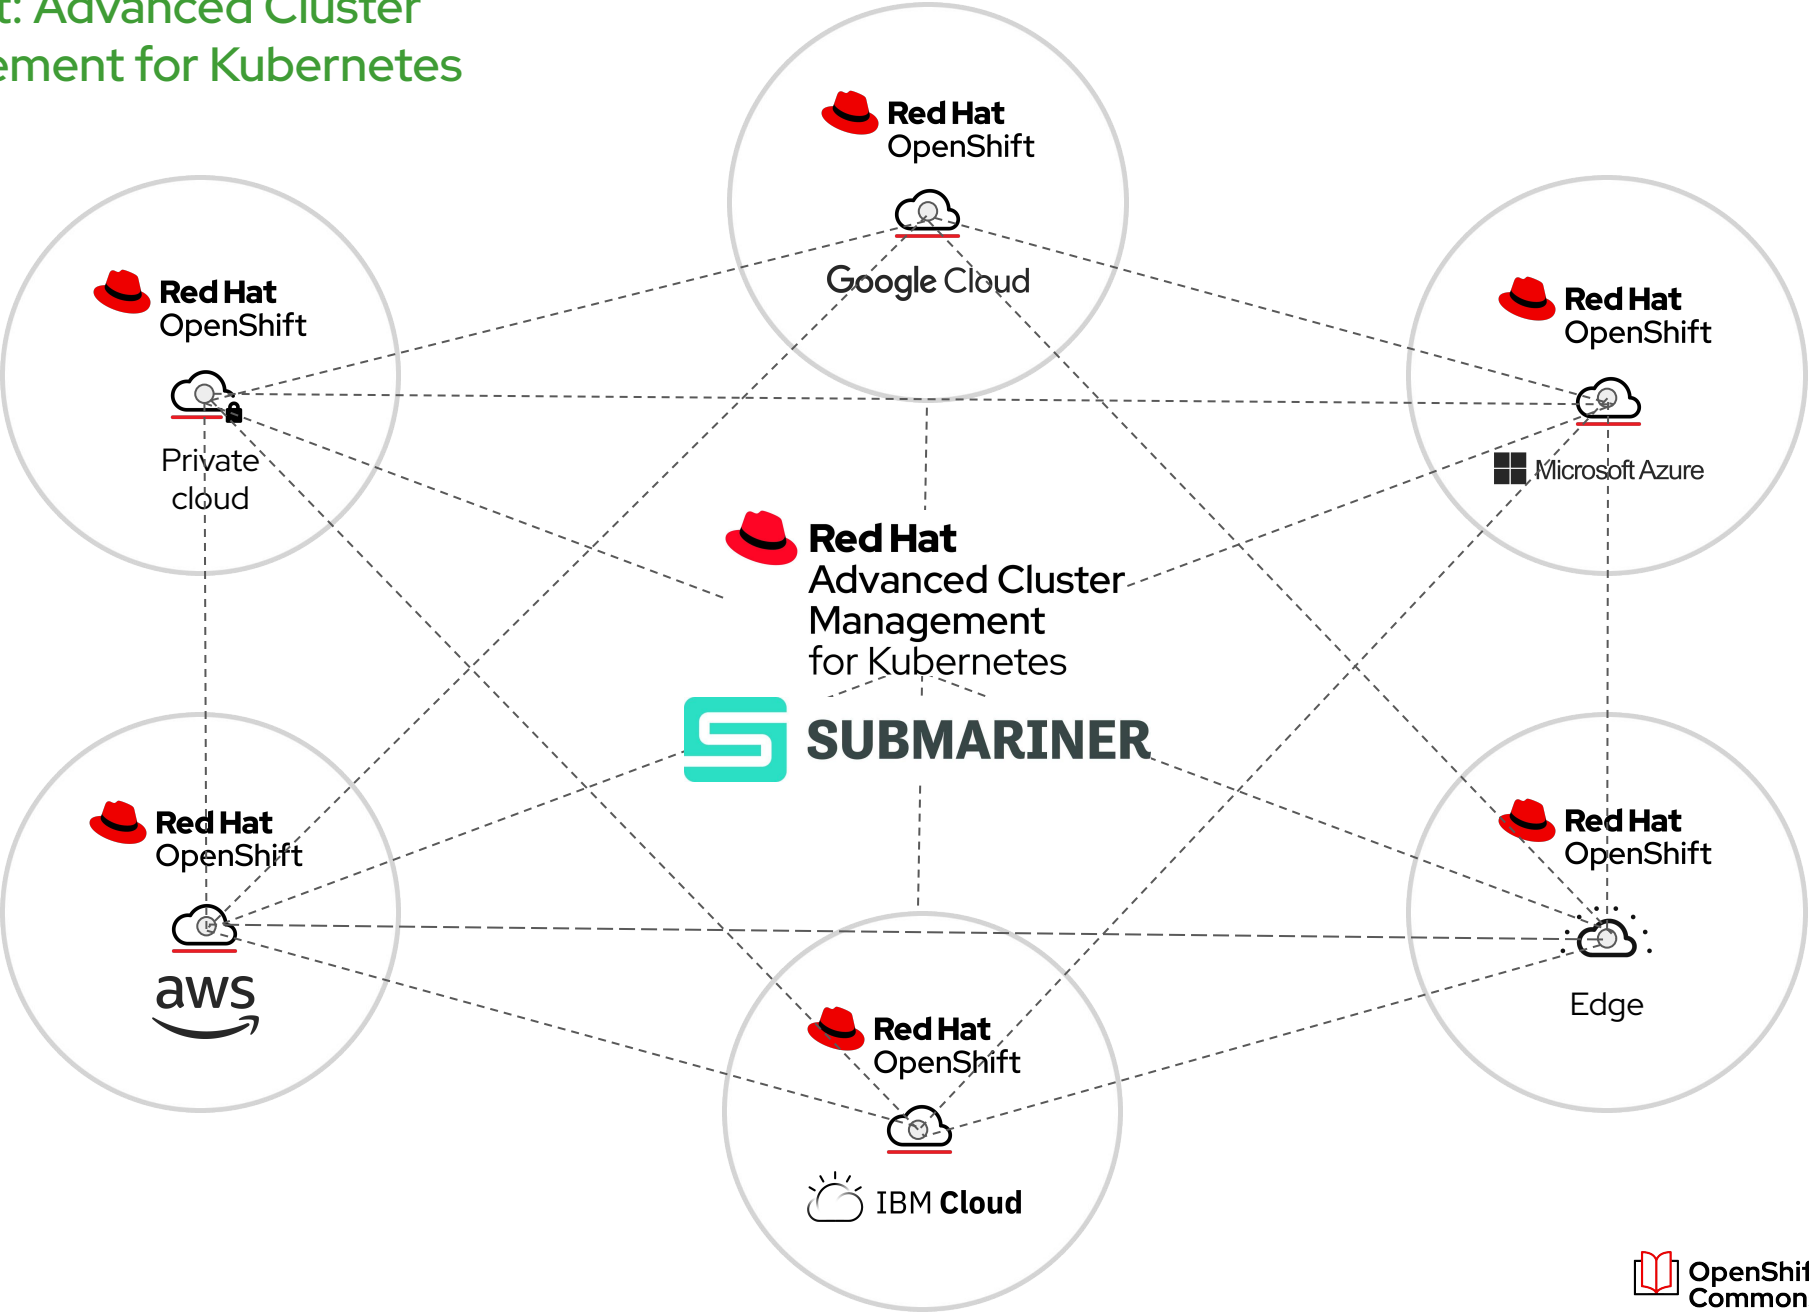 t: Advanced Cluster
ement for Kubernetes
Red Hat
OpenShift
Google Cloud
Red Hat
OpenShift
Private
cloud
Red Hat
OpenShift
Microsoft Azure
Red Hat
Advanced Cluster
Management
for Kubernetes
SUBMARINER
Red Hat
OpenShift
aws
Red Hat
OpenShift
Edge
Red Hat
OpenShift
IBM Cloud
OpenShif
Common